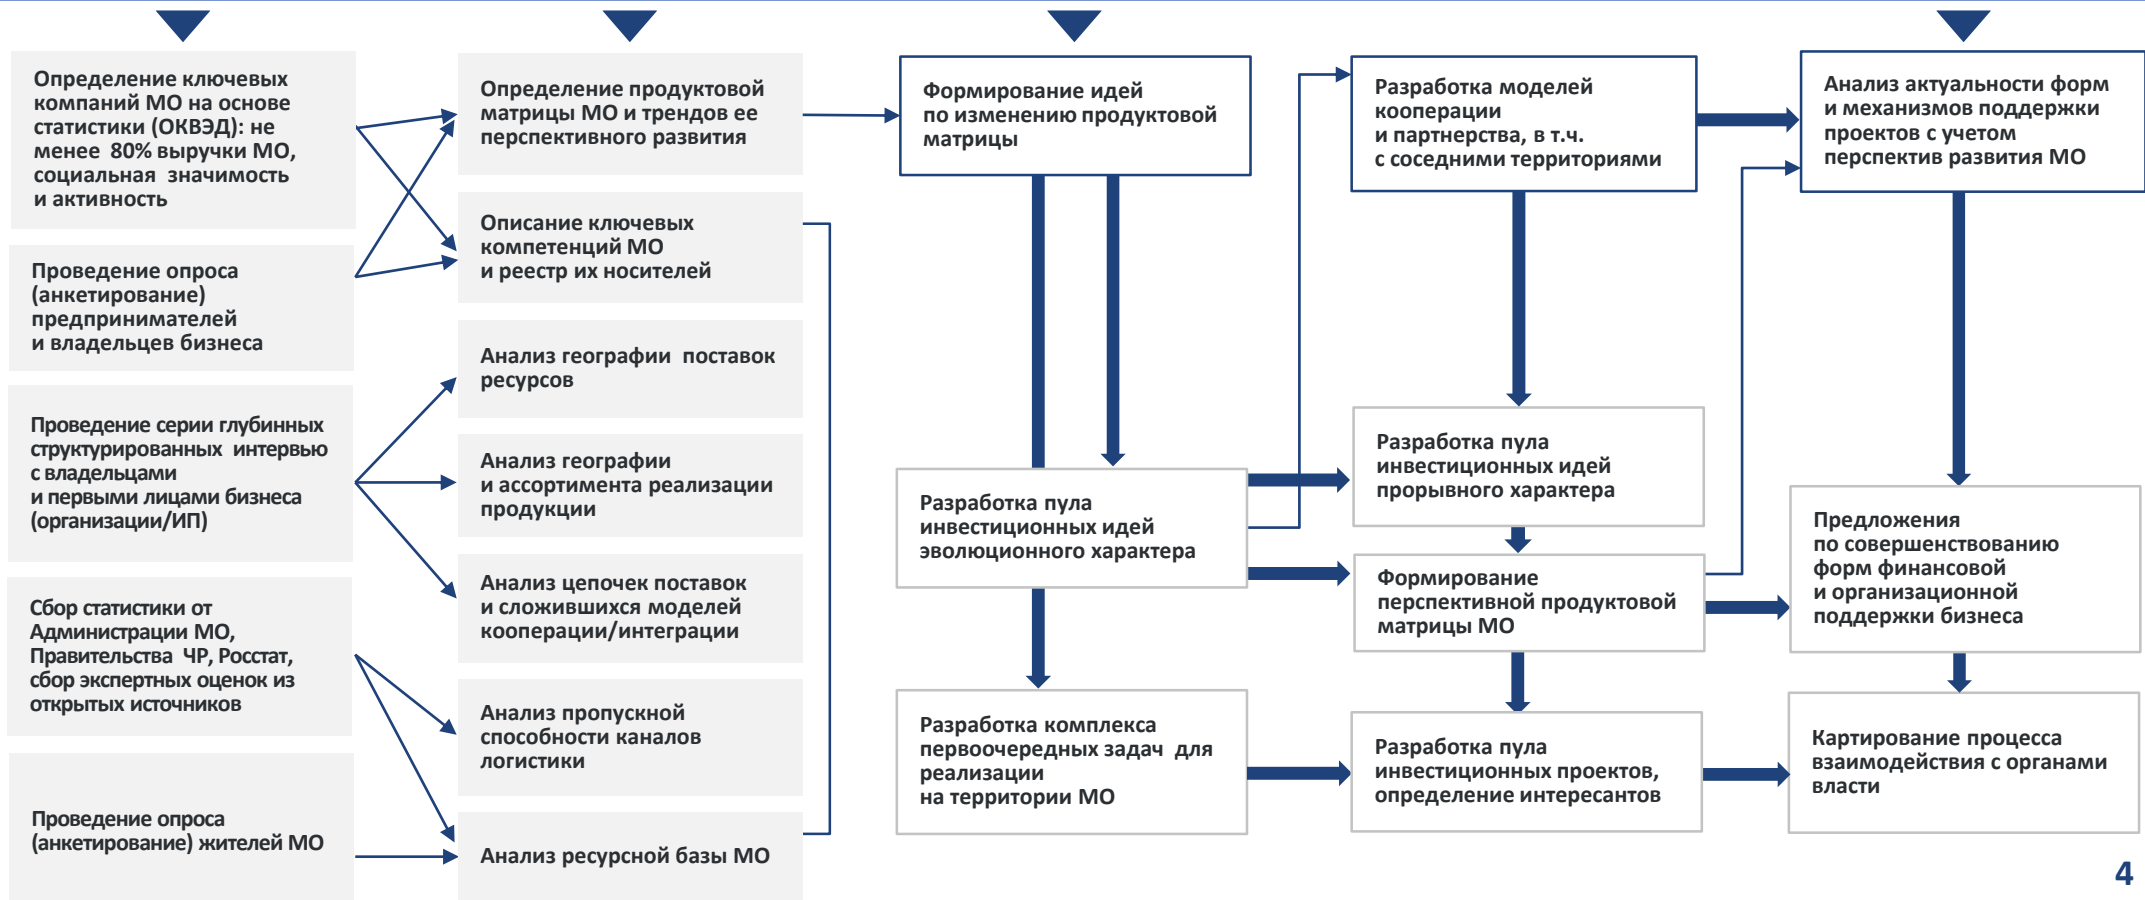 Определение ключевых
компаний МО на основе
статистики (ОКВЭД): не
менее 80% выручки МО,
социальная значимость
и активность
Проведение опроса
(анкетирование)
предпринимателей
и владельцев бизнеса
Проведение серии глубинных
структурированных интервью
с владельцами
и первыми лицами бизнеса
(организации/ИП)
Сбор статистики от
Администрации МО,
Правительства ЧР, Росстат,
сбор экспертных оценок из
открытых источников
Проведение опроса
(анкетирование) жителей МО
Определение продуктовой
матрицы МО и трендов ее
перспективного развития
Описание ключевых
компетенций МО
и реестр их носителей
Анализ географии поставок
ресурсов
Анализ географии
и ассортимента реализации
продукции
Анализ цепочек поставок
и сложившихся моделей
кооперации/интеграции
Анализ пропускной
способности каналов
логистики
Анализ ресурсной базы МО
Формирование идей
по изменению продуктовой
матрицы
Разработка пула
инвестиционных идей
эволюционного характера
Разработка комплекса
первоочередных задач для
реализации
на территории МО
Разработка моделей
кооперации
и партнерства, в т.ч.
с соседними территориями
Разработка пула
инвестиционных идей
прорывного характера
Формирование
перспективной продуктовой
матрицы МО
Разработка пула
инвестиционных проектов,
определение интересантов
Анализ актуальности форм
и механизмов поддержки
проектов с учетом
перспектив развития МО
Предложения
по совершенствованию
форм финансовой
и организационной
поддержки бизнеса
Картирование процесса
взаимодействия с органами
власти
4